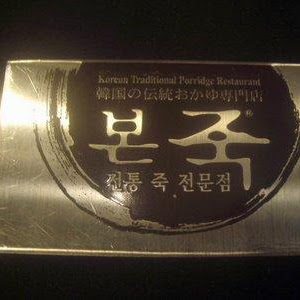 Korean Traditional Porridge Restaurant
韓国の伝統おかゆ専門店
본죽®
전통 죽 전문점